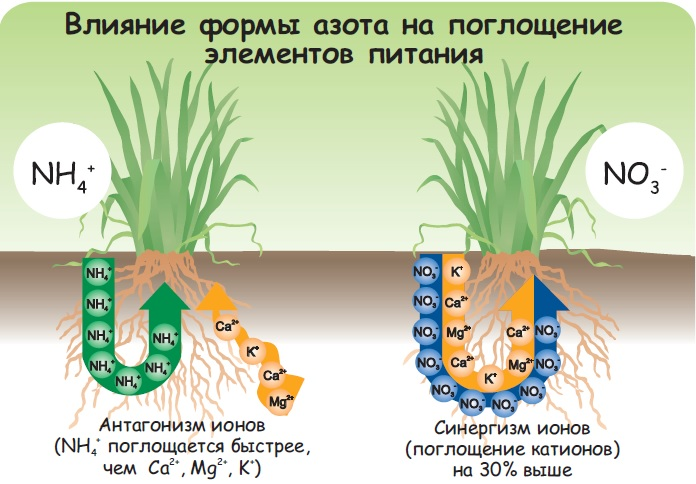 Влияние формы азота на поглощение
элементов питания
NH₄⁺
NO₃⁻
NH₄⁺
NH₄⁺
NH₄⁺
NH₄⁺
NH₄⁺
NH₄⁺
NH₄⁺
Ca²⁺
K⁺
Ca²⁺
Mg²⁺
NO₃⁻
NO₃⁻
NO₃⁻
NO₃⁻
NO₃⁻
NO₃⁻
NO₃⁻
NO₃⁻
NO₃⁻
NO₃⁻
K⁺
Ca²⁺
Mg²⁺
Ca²⁺
K⁺
Mg²⁺
Ca²⁺
Антагонизм ионов
(NH₄⁺ поглощается быстрее,
чем Ca²⁺, Mg²⁺, K⁺)
Синергизм ионов
(поглощение катионов)
на 30% выше